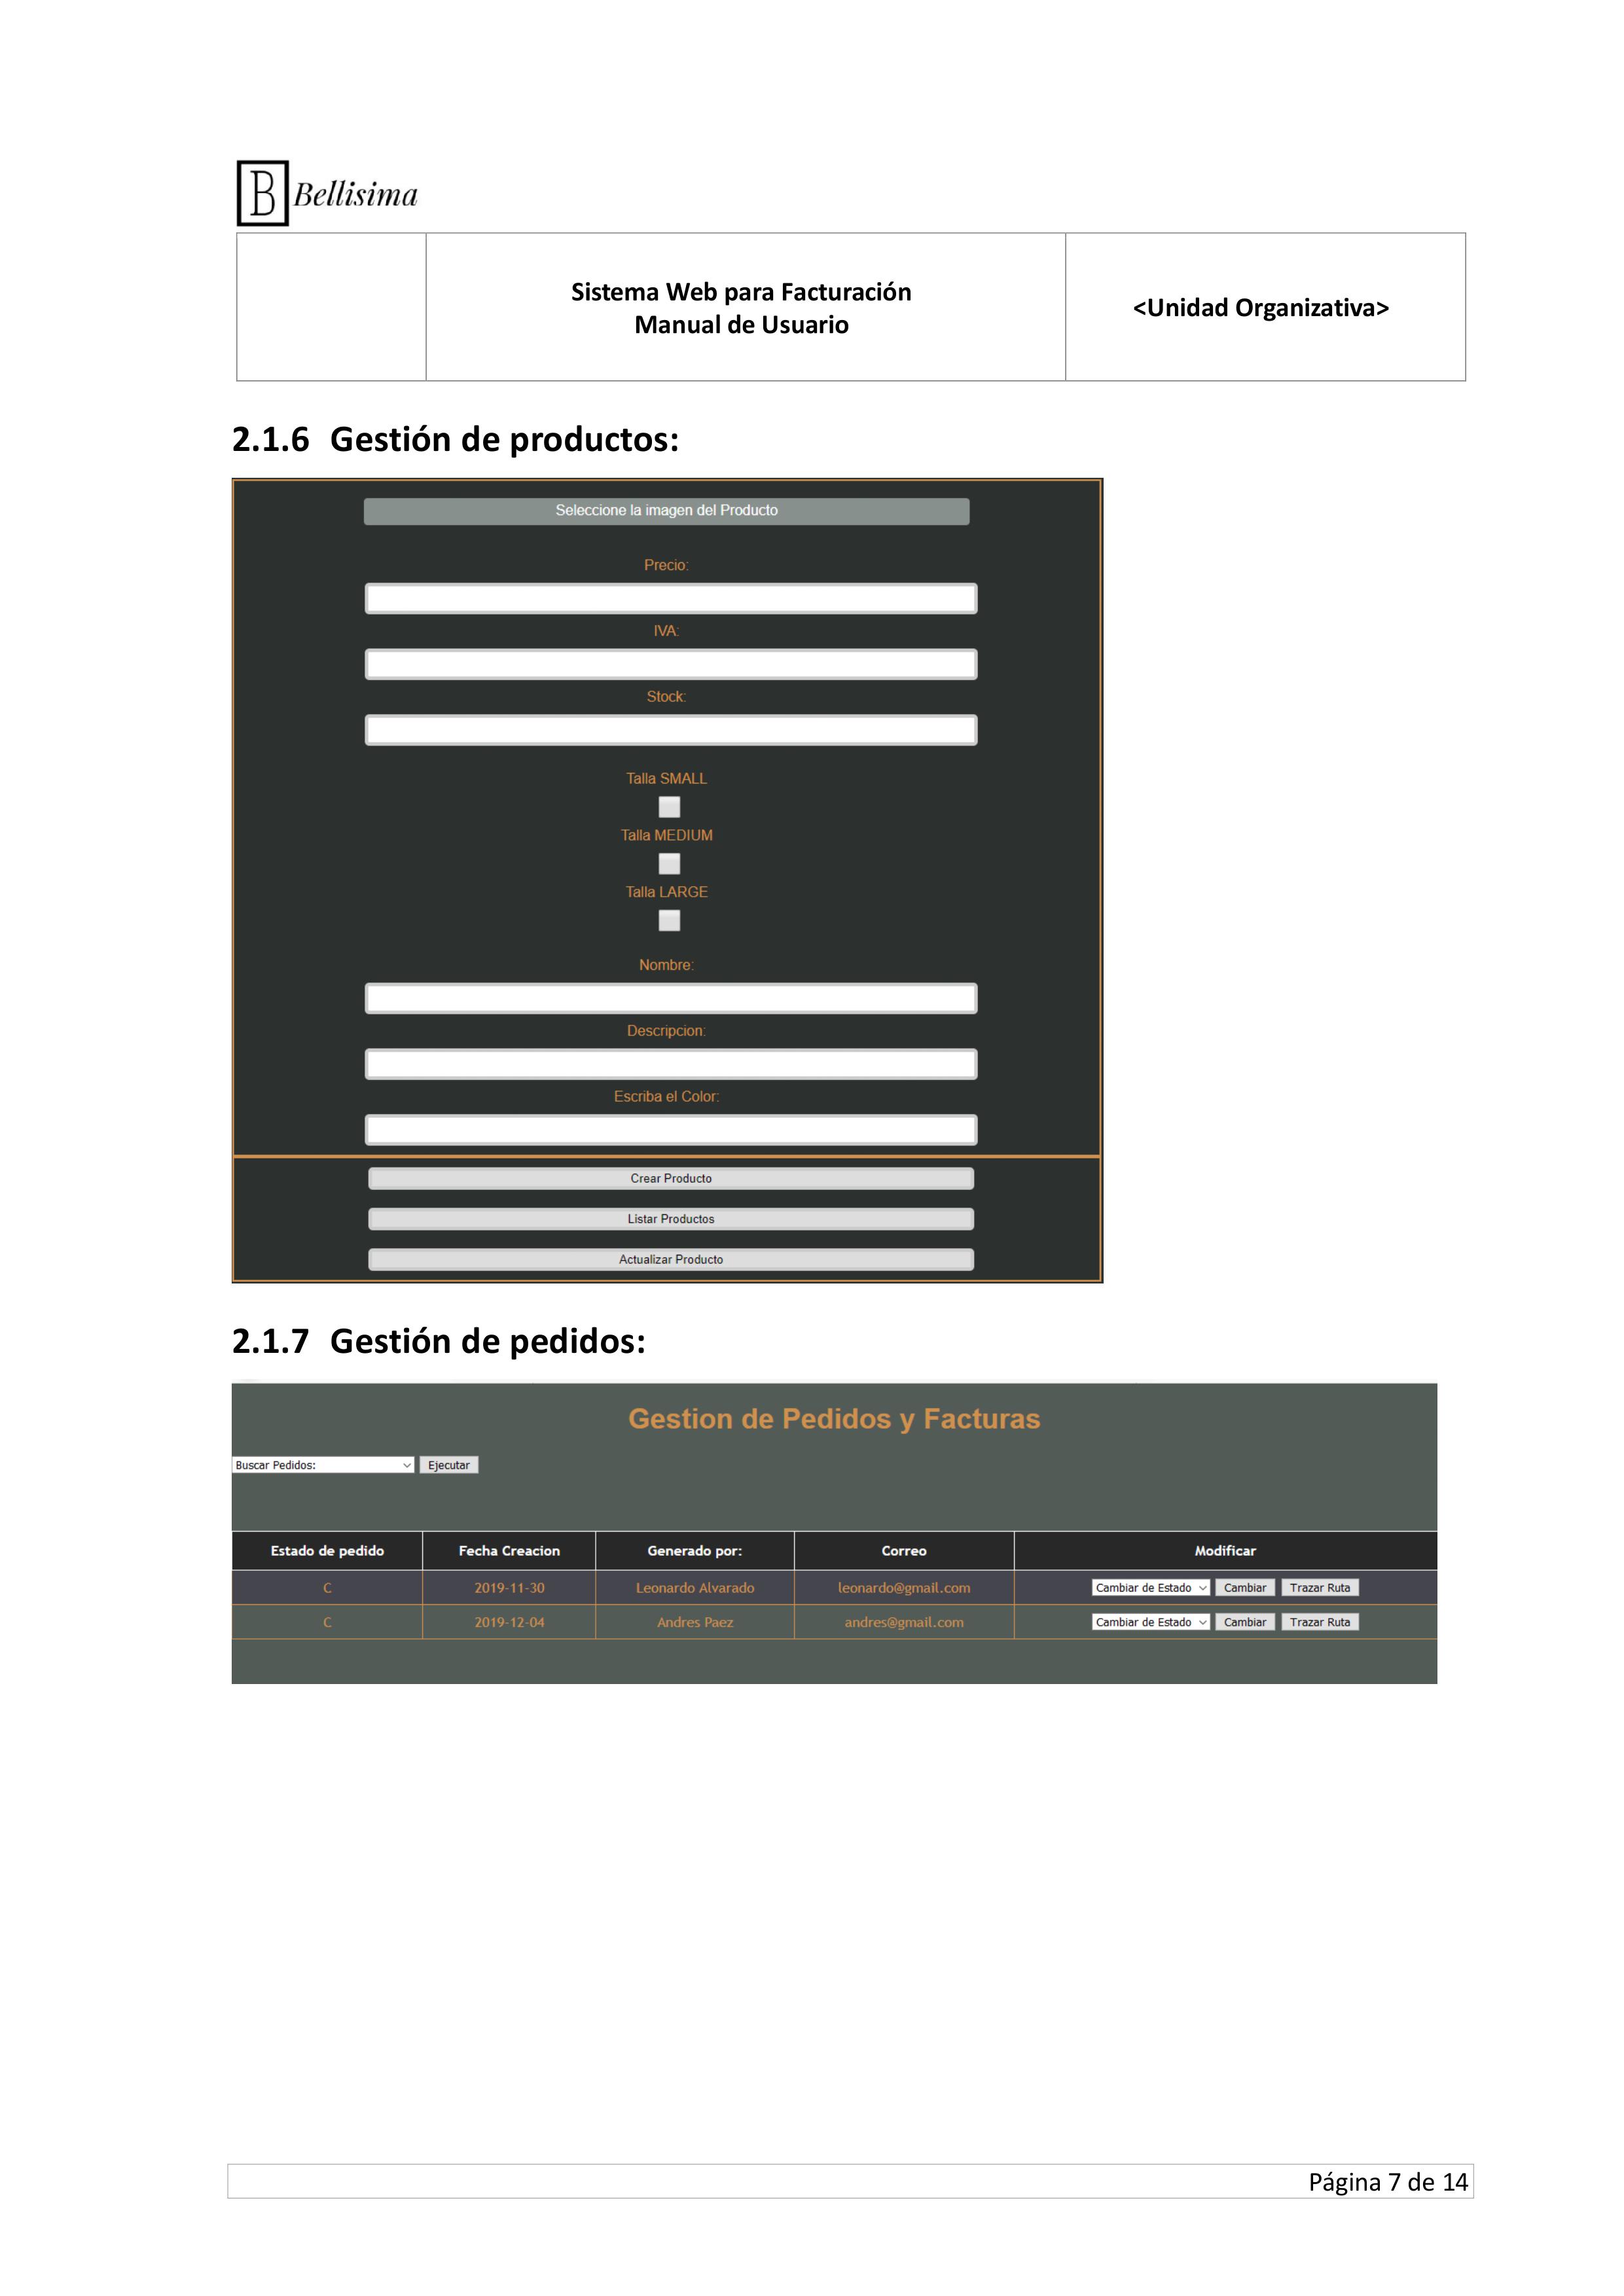 B Bellisima
Sistema Web para Facturación
Manual de Usuario
<Unidad Organizativa>
2.1.6 Gestión de productos:
Seleccione la imagen del Producto
Precio:
IVA:
Stock:
Talla SMALL
Talla MEDIUM
Talla LARGE
Nombre:
Descripcion:
Escriba el Color:
Crear Producto
Listar Productos
Actualizar Producto
2.1.7 Gestión de pedidos:
Gestion de Pedidos y Facturas
Buscar Pedidos: Ejecutar
Estado de pedido Fecha Creacion Generado por: Correo Modificar
C 2019-11-30 Leonardo Alvarado leonardo@gmail.com Cambiar de Estado Cambiar Trazar Ruta
C 2019-12-04 Andres Paez andres@gmail.com Cambiar de Estado Cambiar Trazar Ruta
Página 7 de 14